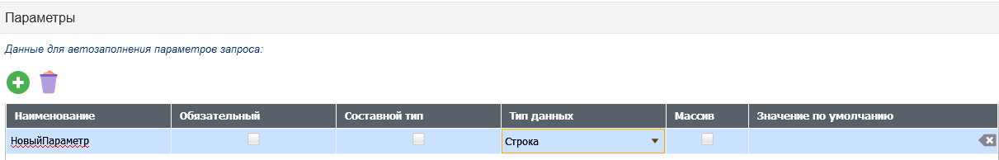 Параметры
Данные для автозаполнения параметров запроса:
Наименование Обязательный Составной тип Тип данных Массив Значение по умолчанию
НовыйПараметр Строка